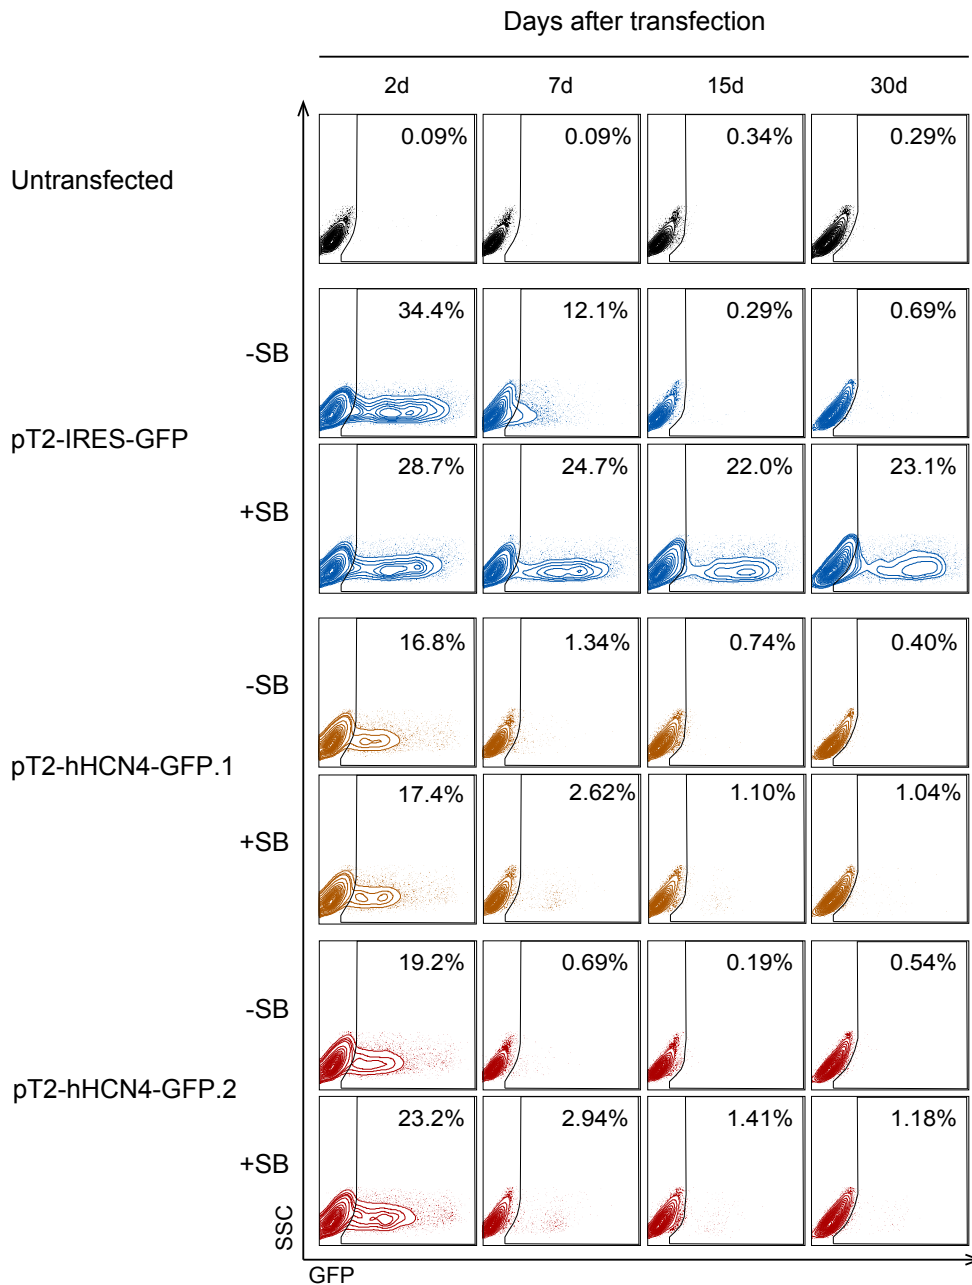 Days after transfection
2d 7d 15d 30d
Untransfected
0.09% 0.09% 0.34% 0.29%
pT2-IRES-GFP
-SB
34.4% 12.1% 0.29% 0.69%
+SB
28.7% 24.7% 22.0% 23.1%
pT2-hHCN4-GFP.1
-SB
16.8% 1.34% 0.74% 0.40%
+SB
17.4% 2.62% 1.10% 1.04%
pT2-hHCN4-GFP.2
-SB
19.2% 0.69% 0.19% 0.54%
+SB
23.2% 2.94% 1.41% 1.18%
SSC
GFP